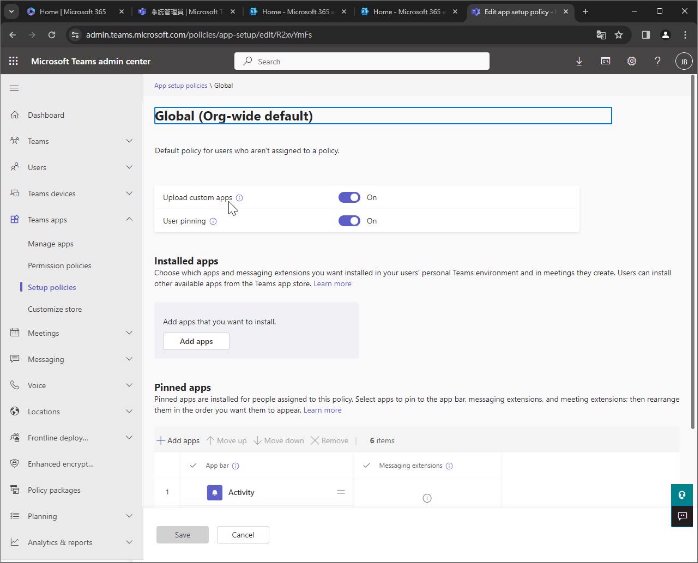 Home | Microsoft 365
Home - Microsoft 365
Home - Microsoft 365
Edit app setup policy -
admin.teams.microsoft.com/policies/app-setup/edit/R2xvYmFs
Microsoft Teams admin center
Search
JB
App setup policies \ Global
Global (Org-wide default)
Default policy for users who aren't assigned to a policy.
Upload custom apps
On
User pinning
On
Installed apps
Choose which apps and messaging extensions you want installed in your users' personal Teams environment and in meetings they create. Users can install
other available apps from the Teams app store. Learn more
Add apps that you want to install.
Add apps
Pinned apps
Pinned apps are installed for people assigned to this policy. Select apps to pin to the app bar, messaging extensions, and meeting extensions; then rearrange
them in the order you want them to appear. Learn more
Add apps
Move up
Move down
Remove
6 items
App bar
Messaging extensions
1
Activity
Save
Cancel
Dashboard
Teams
Users
Teams devices
Teams apps
Manage apps
Permission policies
Setup policies
Customize store
Meetings
Messaging
Voice
Locations
Frontline deploy...
Enhanced encrypt...
Policy packages
Planning
Analytics & reports